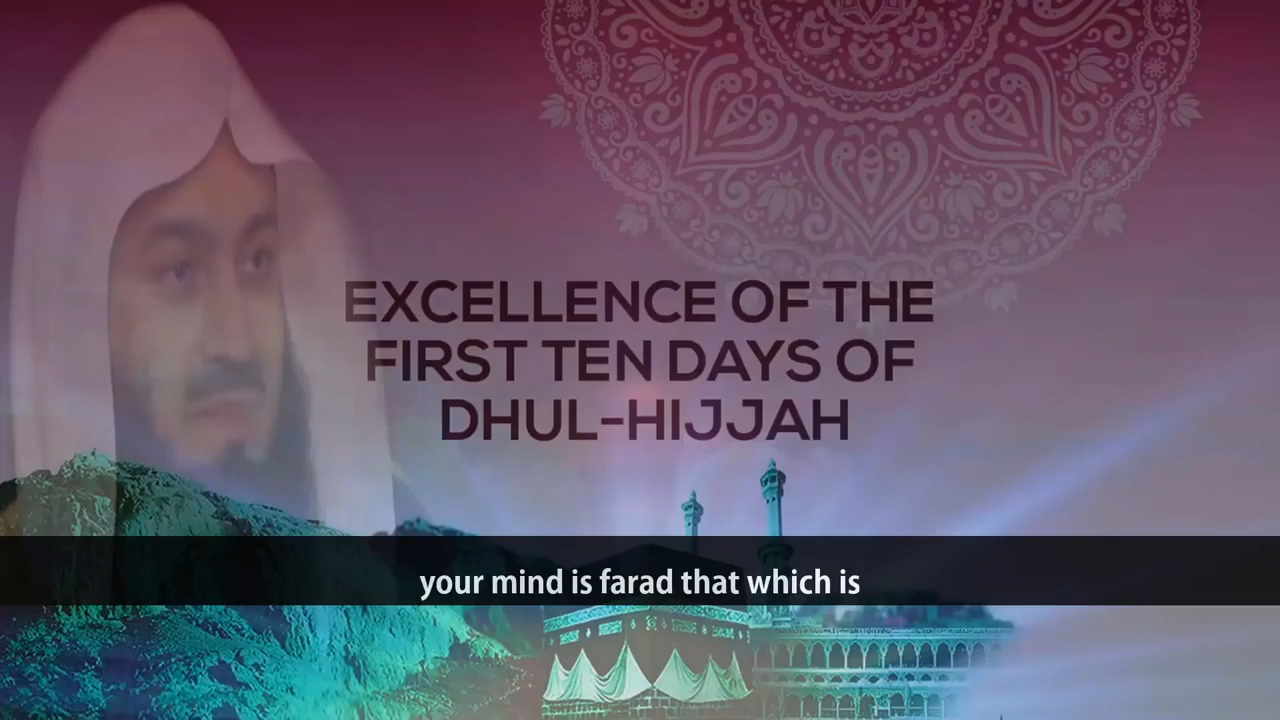 EXCELLENCE OF THE
FIRST TEN DAYS OF
DHUL-HIJJAH
your mind is farad that which is